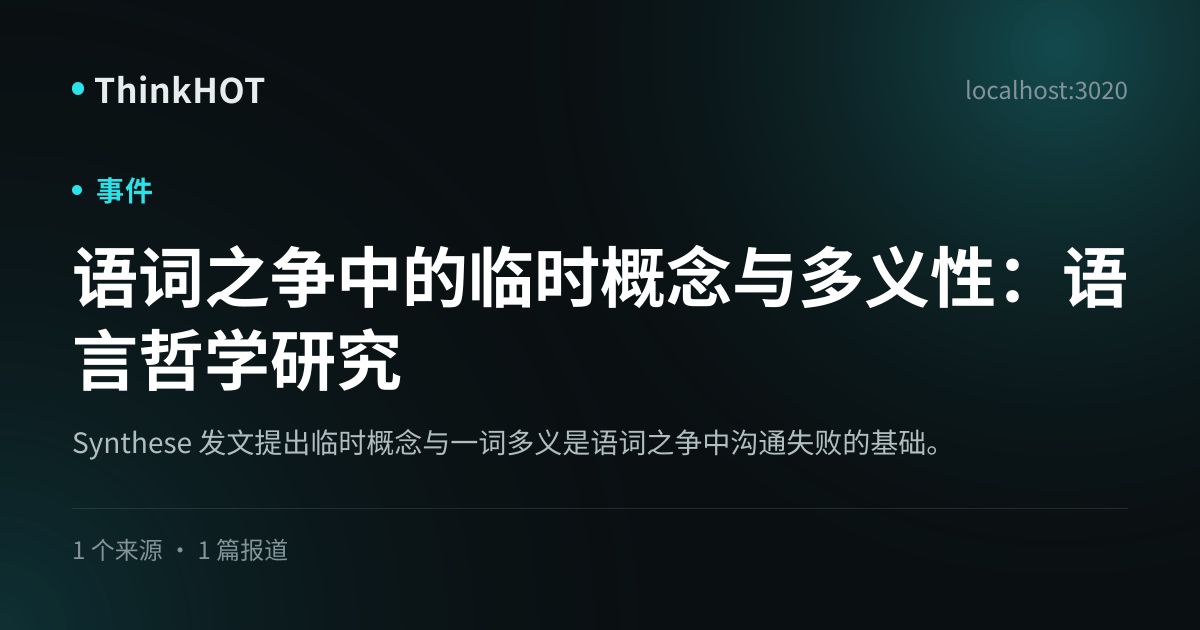 ThinkHOT
localhost:3020
事件
语词之争中的临时概念与多义性：语
言哲学研究
Synthese 发文提出临时概念与一词多义是语词之争中沟通失败的基础。
1 个来源 · 1 篇报道